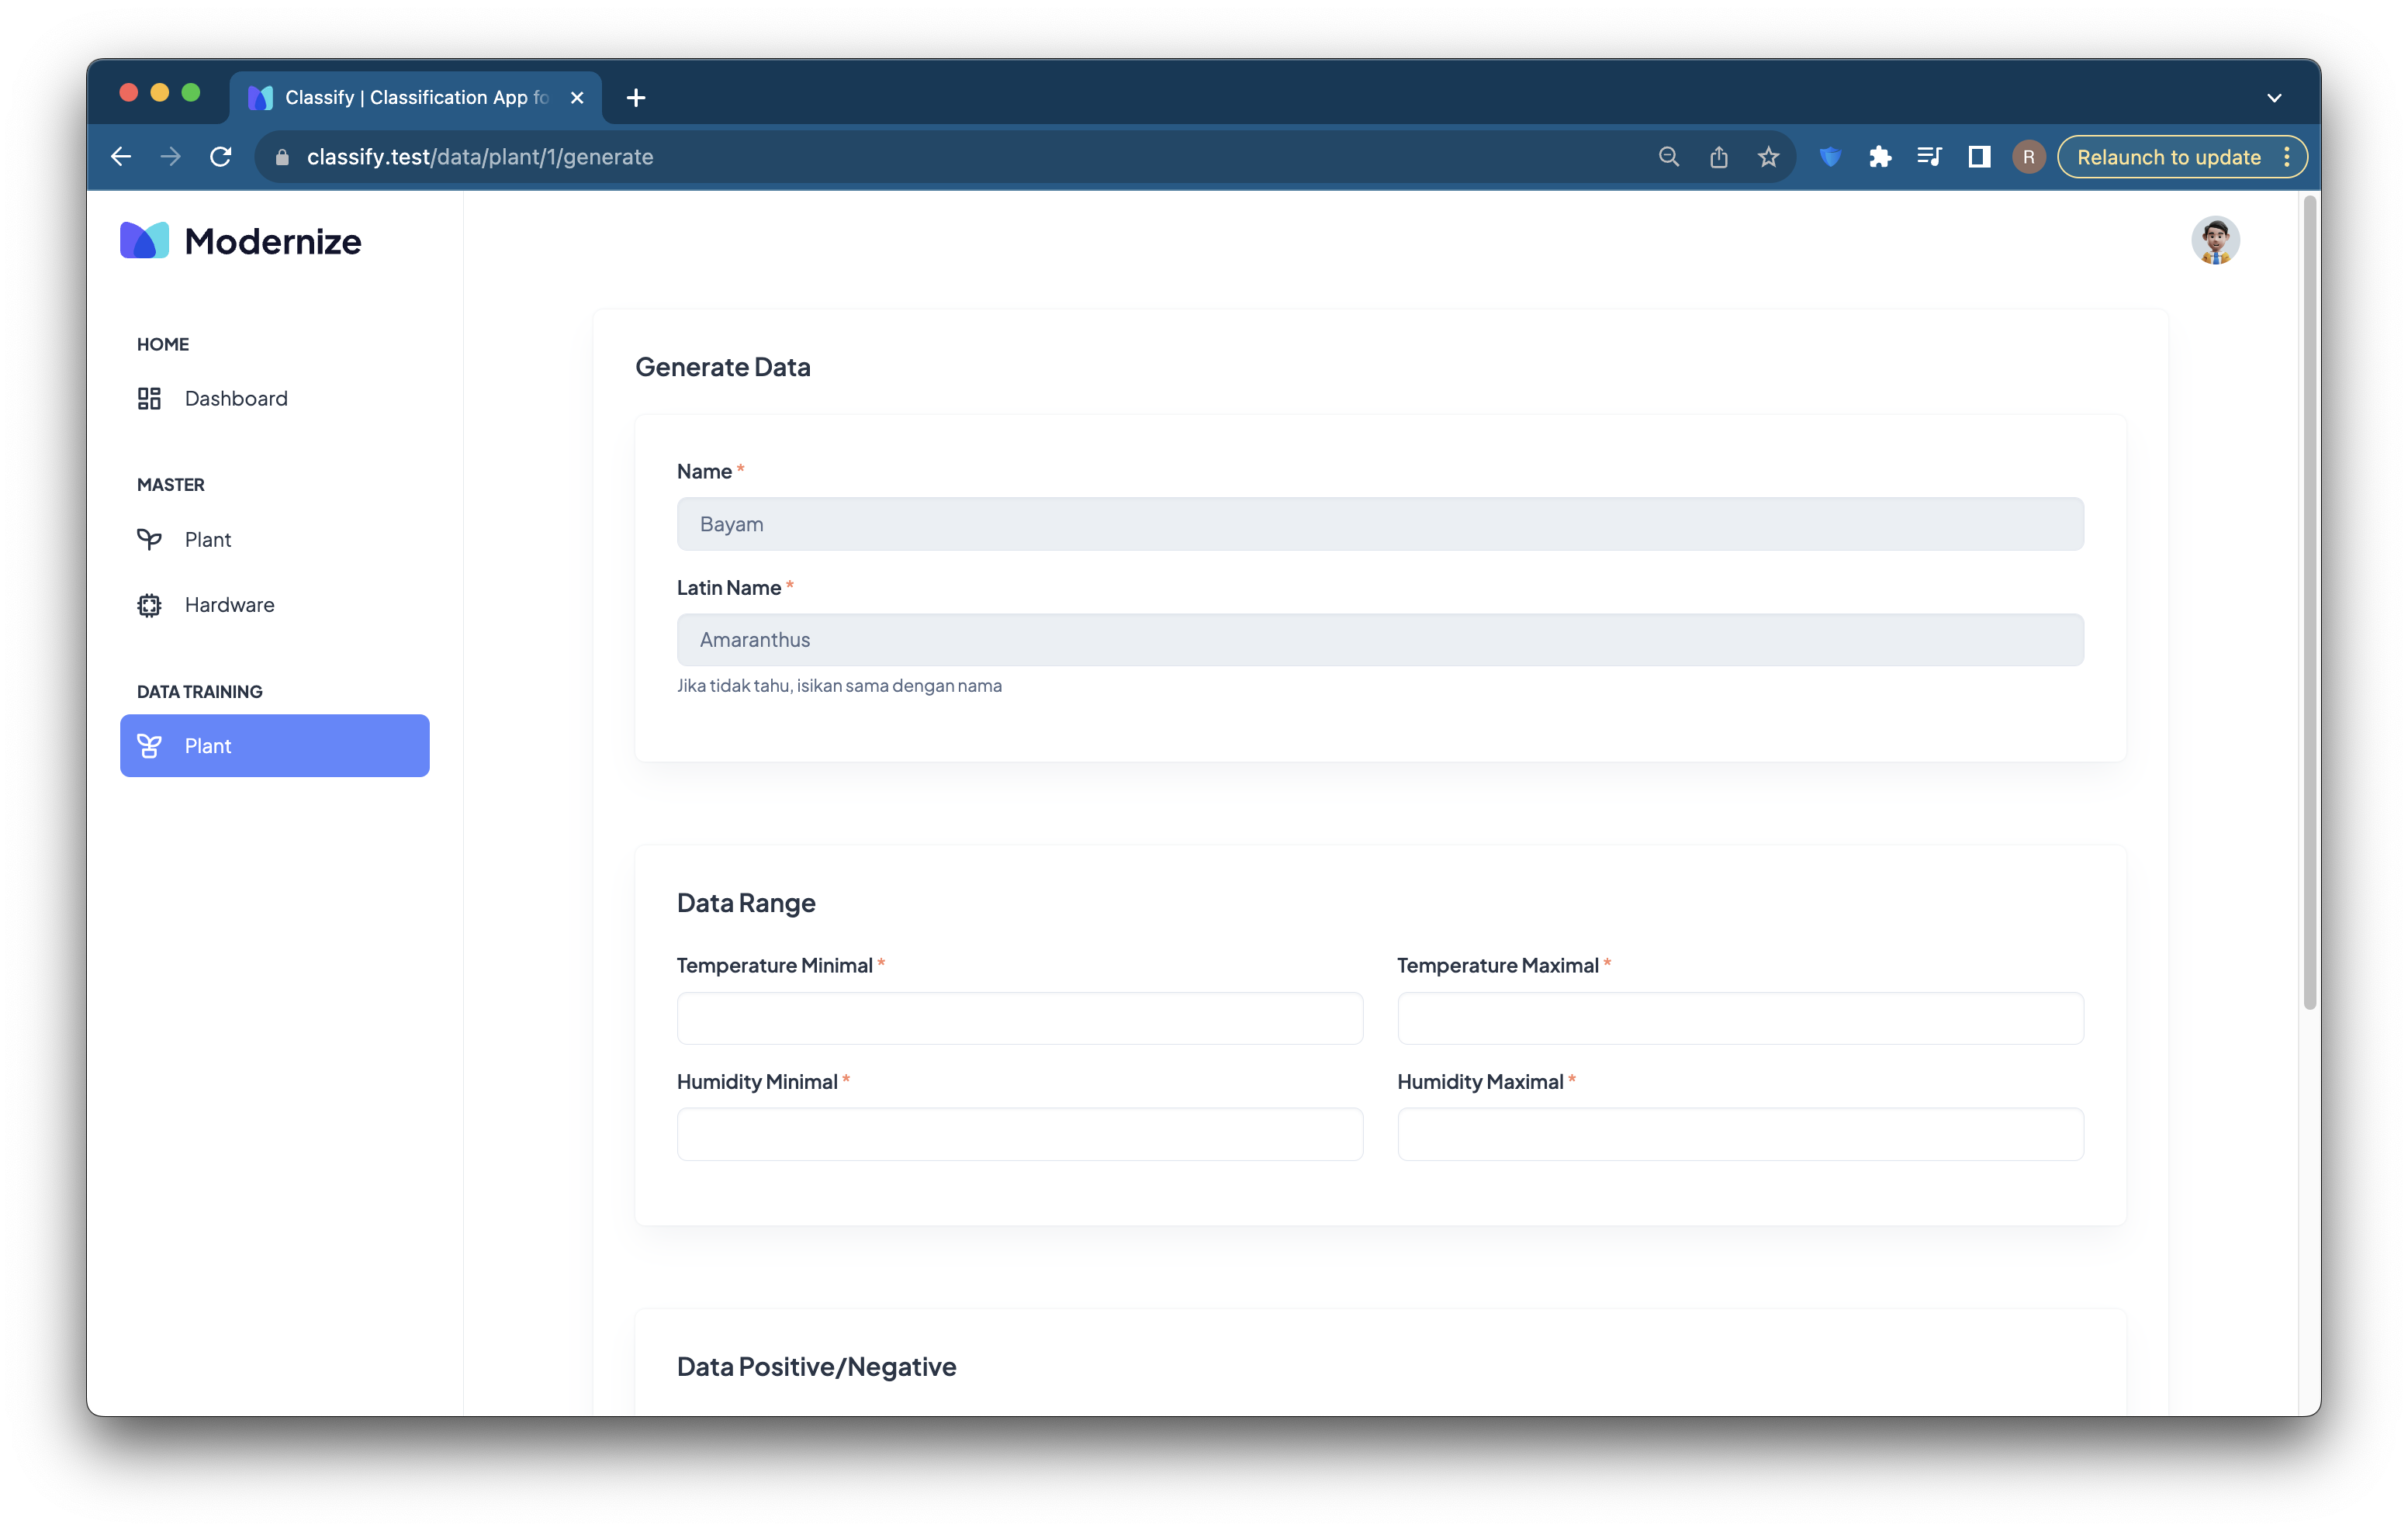 Classify | Classification App fo
classify.test/data/plant/1/generate
R
Relaunch to update
Modernize
HOME
Dashboard
MASTER
Plant
Hardware
DATA TRAINING
Plant
Generate Data
Name *
Bayam
Latin Name *
Amaranthus
Jika tidak tahu, isikan sama dengan nama
Data Range
Temperature Minimal *
Temperature Maximal *
Humidity Minimal *
Humidity Maximal *
Data Positive/Negative